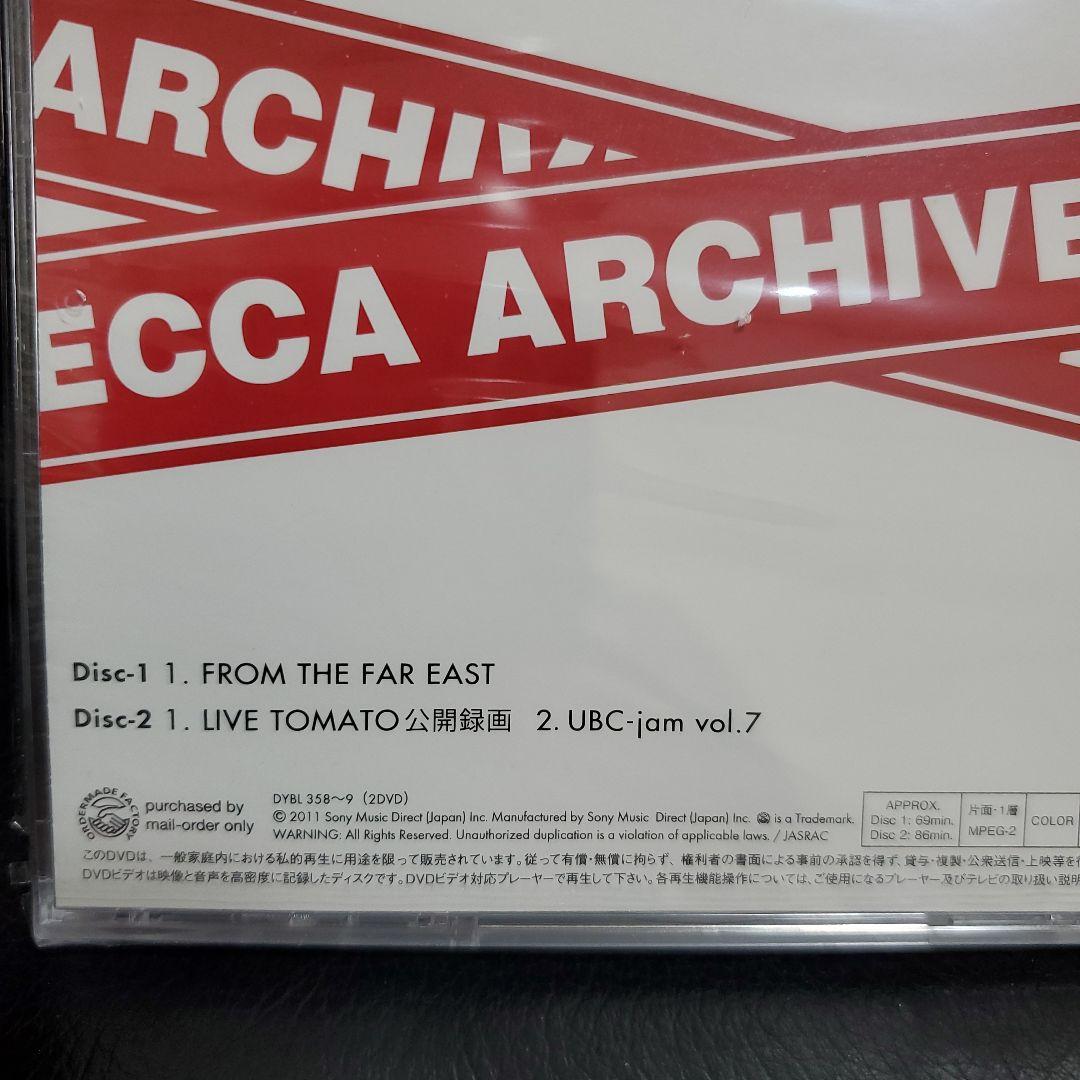 ARCHIV
ECCA ARCHIVE
Disc-1 1. FROM THE FAR EAST
Disc-2 1. LIVE TOMATO公開録画 2. UBC-jam vol.7
ORDERMADE FACTORY
purchased by
mail-order only
DYBL 358〜9 (2DVD)
© 2011 Sony Music Direct (Japan) Inc. Manufactured by Sony Music Direct (Japan) Inc. is a Trademark.
WARNING: All Rights Reserved. Unauthorized duplication is a violation of applicable laws. / JASRAC
APPROX.
Disc 1: 69min.
Disc 2: 86min.
片面・1層
MPEG-2
COLOR
このDVDは、一般家庭内における私的再生に用途を限って販売されています。従って有償・無償に拘らず、権利者の書面による事前の承認を得ず、貸与・複製・公衆送信・上映等を
DVDビデオは映像と音声を高密度に記録したディスクです。DVDビデオ対応プレーヤーで再生して下さい。各再生機能操作については、ご使用になるプレーヤー及びテレビの取り扱い説明